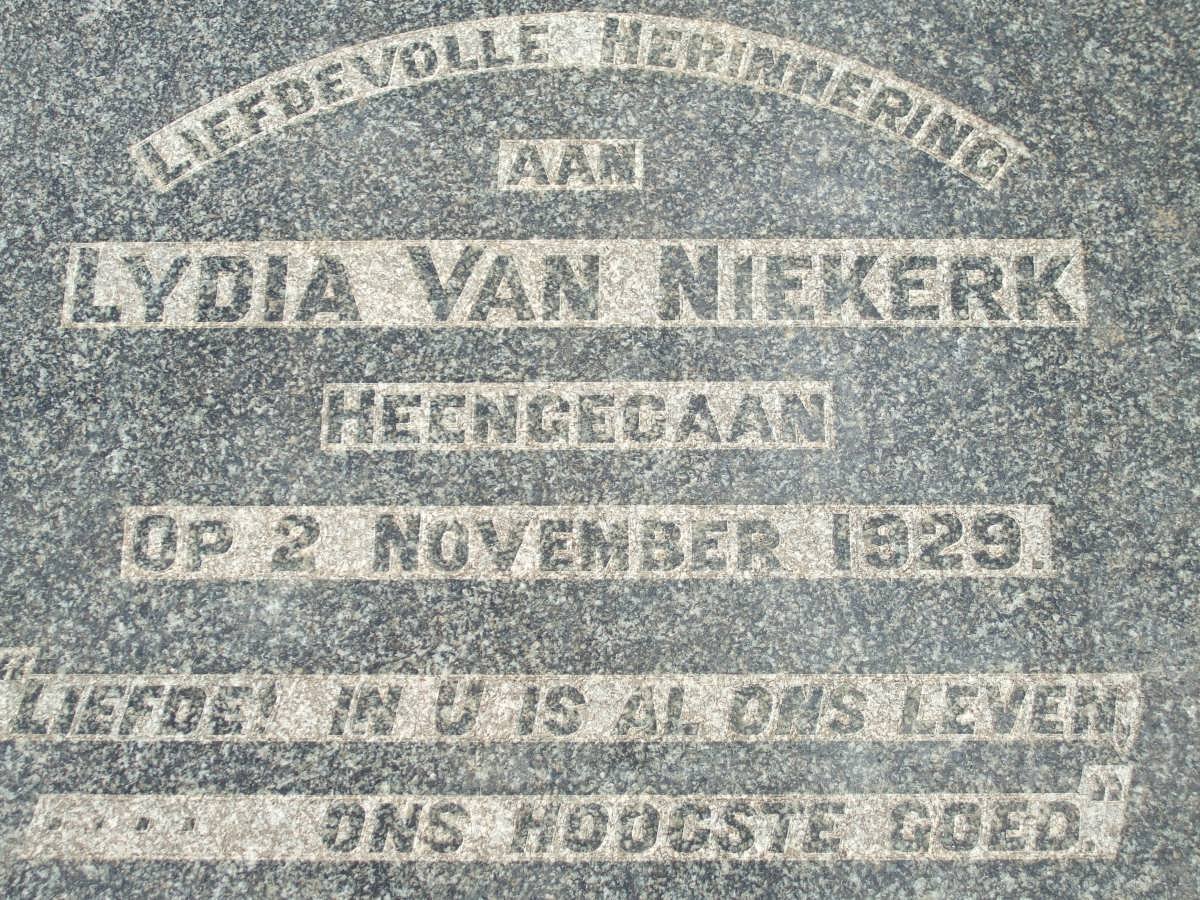 LIEFDEVOLLE HERINNERING
AAN
LYDIA VAN NIEKERK
HEENGEGAAN
OP 2 NOVEMBER 1929.
"LIEFDE! IN U IS AL ONS LEVEN,
.... ONS HOOGSTE GOED."